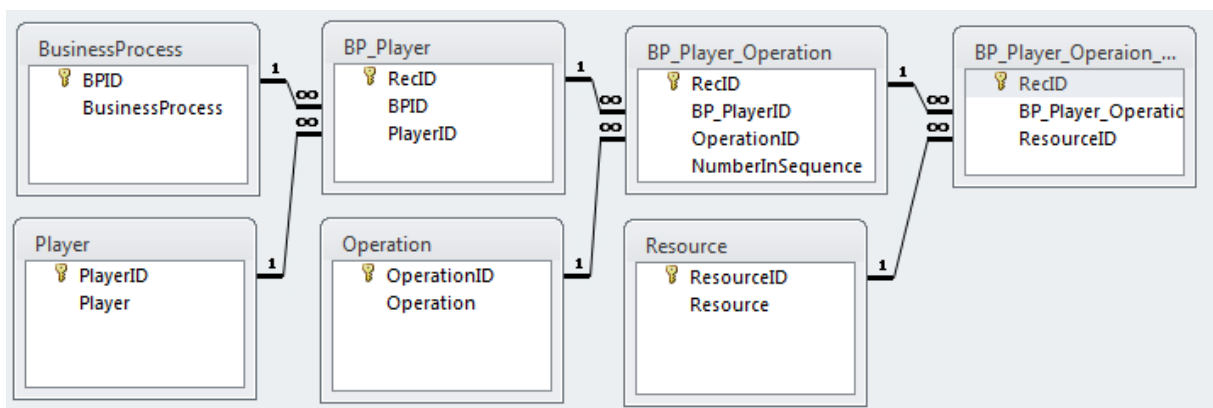 BusinessProcess
BPID
BusinessProcess
1
∞
∞
BP_Player
RecID
BPID
PlayerID
1
∞
∞
BP_Player_Operation
RecID
BP_PlayerID
OperationID
NumberInSequence
1
∞
∞
BP_Player_Operaion_...
RecID
BP_Player_Operatio
ResourceID
Player
PlayerID
Player
1
Operation
OperationID
Operation
1
Resource
ResourceID
Resource
1